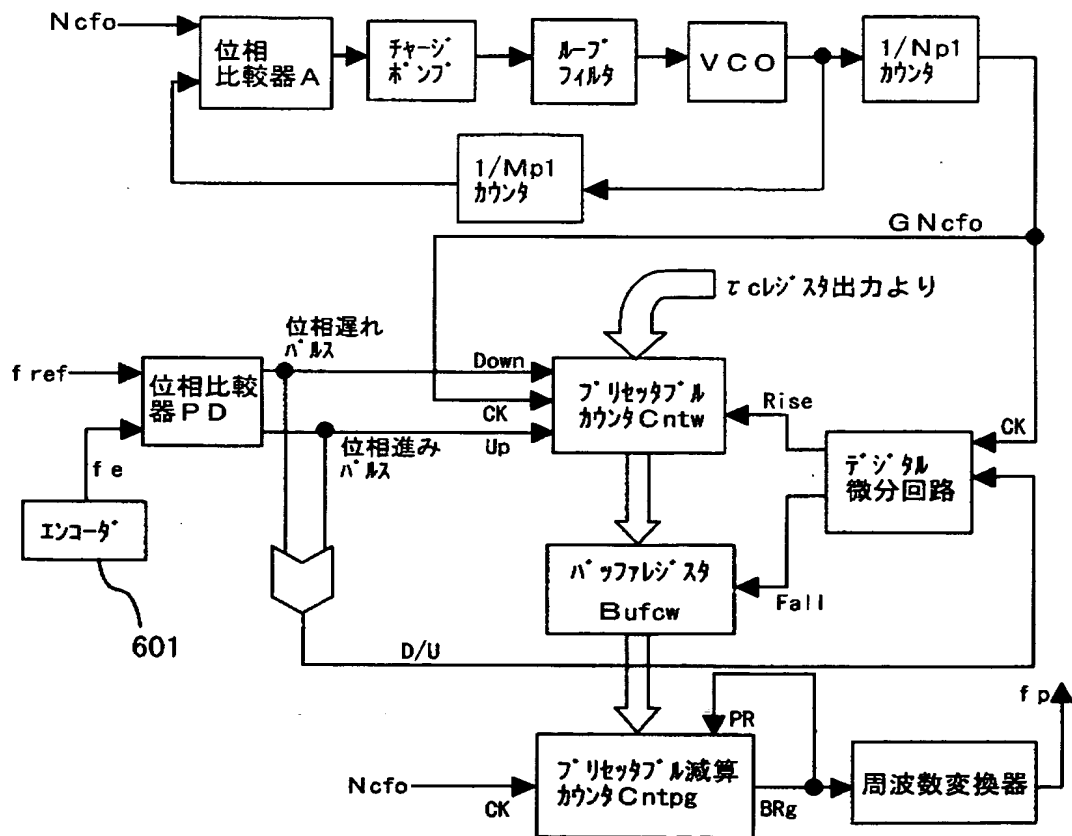 Ncfo
位相
比較器A
チャージ
ポンプ
ループ
フィルタ
VCO
1/Np1
カウンタ
1/Mp1
カウンタ
GNcfo
τcレジスタ出力より
位相遅れ
パルス
fref
位相比較
器PD
Down
CK
Up
プリセッタブル
カウンタCntw
Rise
CK
位相進み
パルス
fe
デジタル
微分回路
エンコーダ
601
バッファレジスタ
Bufcw
Fall
D/U
fp
PR
Ncfo
CK
プリセッタブル減算
カウンタCntpg
BRg
周波数変換器